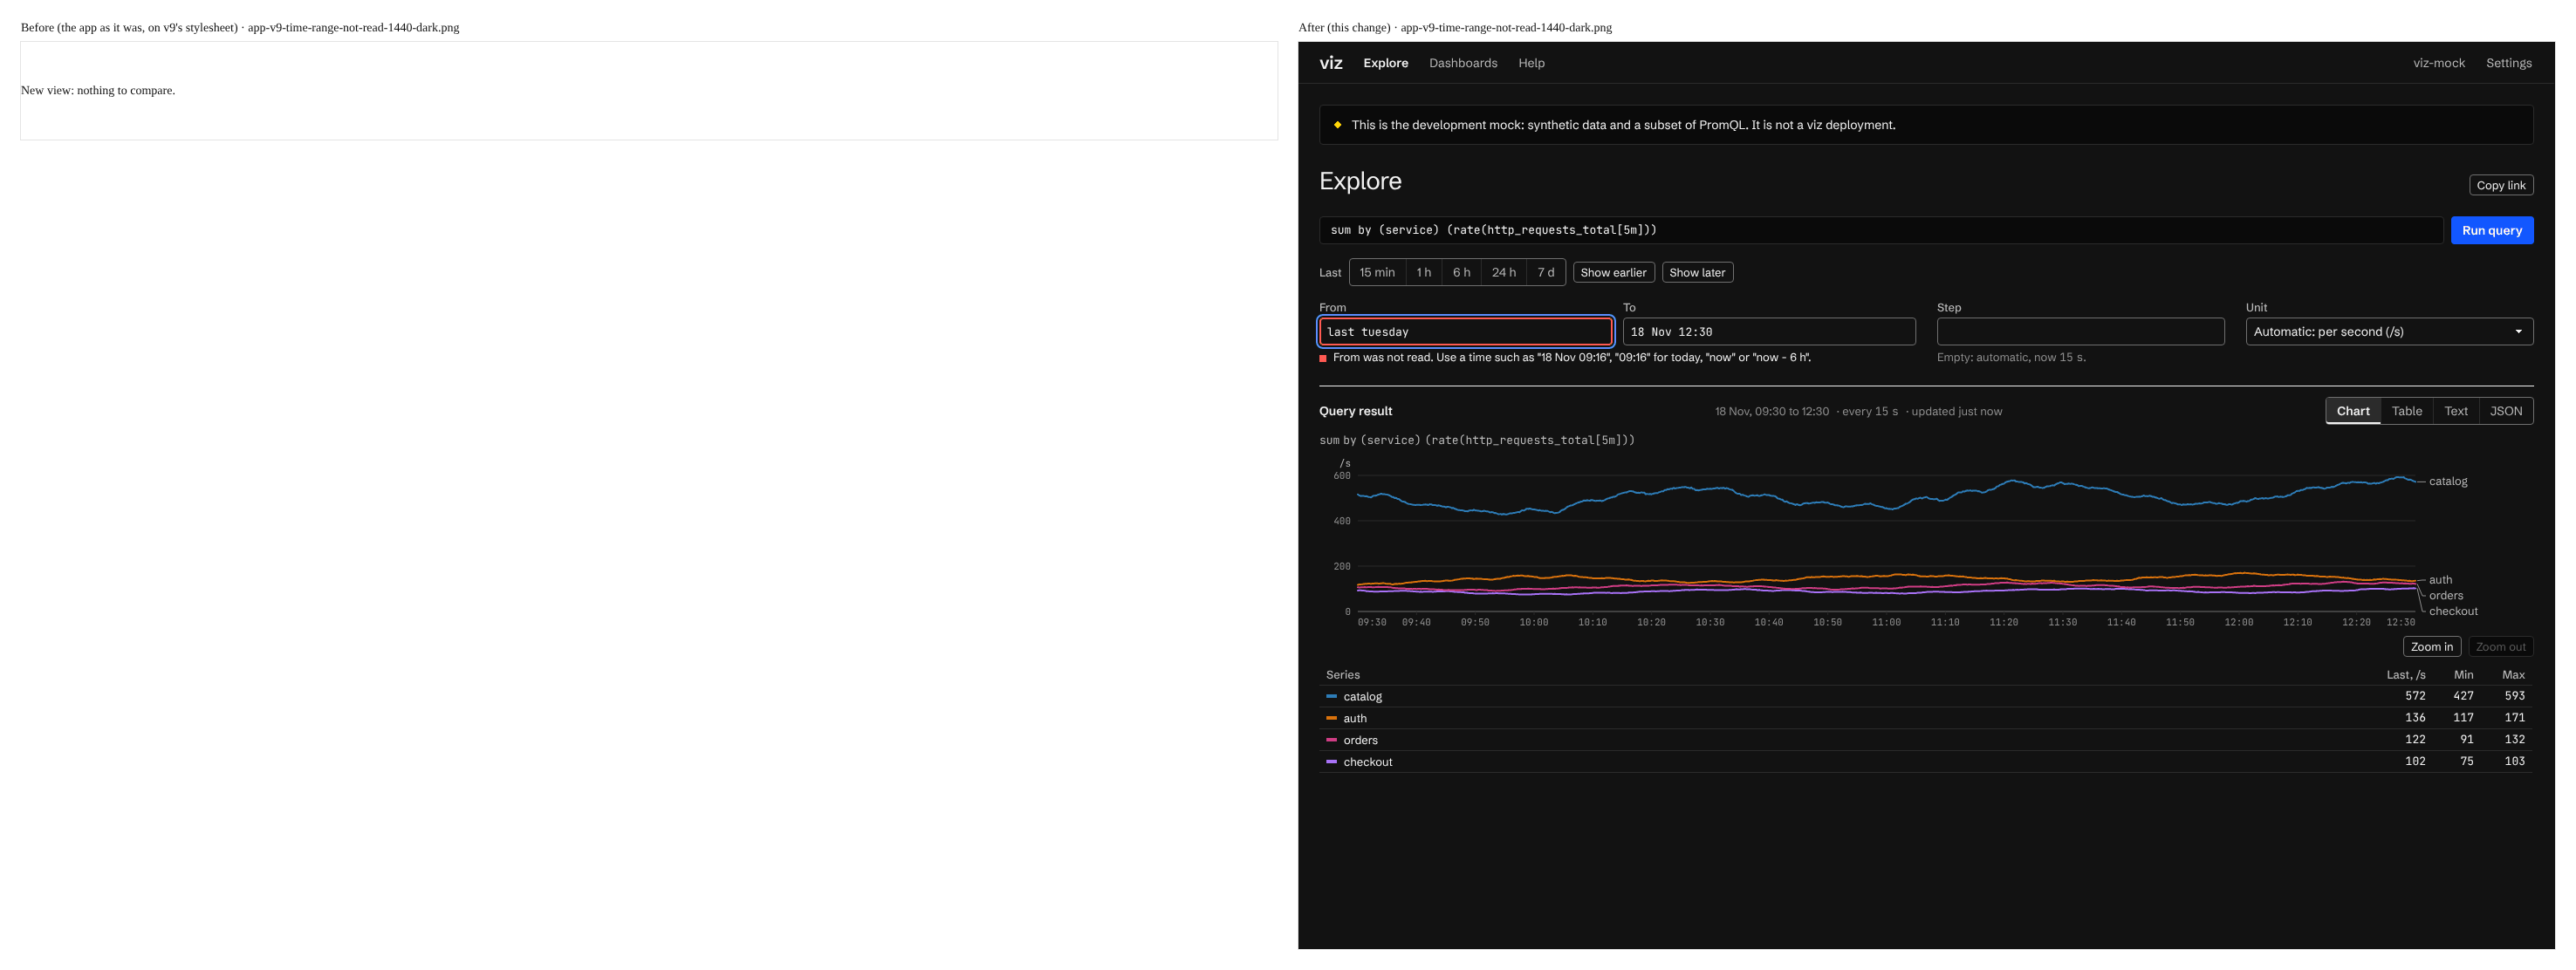 Before (the app as it was, on v9's stylesheet) · app-v9-time-range-not-read-1440-dark.png
New view: nothing to compare.
After (this change) · app-v9-time-range-not-read-1440-dark.png
viz Explore Dashboards Help viz-mock Settings
This is the development mock: synthetic data and a subset of PromQL. It is not a viz deployment.
Explore
Copy link
sum by (service) (rate(http_requests_total[5m]))
Run query
Last 15 min 1 h 6 h 24 h 7 d Show earlier Show later
From To Step Unit
last tuesday 18 Nov 12:30 Automatic: per second (/s)
From was not read. Use a time such as "18 Nov 09:16", "09:16" for today, "now" or "now - 6 h". Empty: automatic, now 15 s.
Query result 18 Nov, 09:30 to 12:30 · every 15 s · updated just now Chart Table Text JSON
sum by (service) (rate(http_requests_total[5m]))
/s
600
catalog
400
200
auth
orders
0 checkout
09:30 09:40 09:50 10:00 10:10 10:20 10:30 10:40 10:50 11:00 11:10 11:20 11:30 11:40 11:50 12:00 12:10 12:20 12:30
Zoom in Zoom out
Series Last, /s Min Max
catalog 572 427 593
auth 136 117 171
orders 122 91 132
checkout 102 75 103